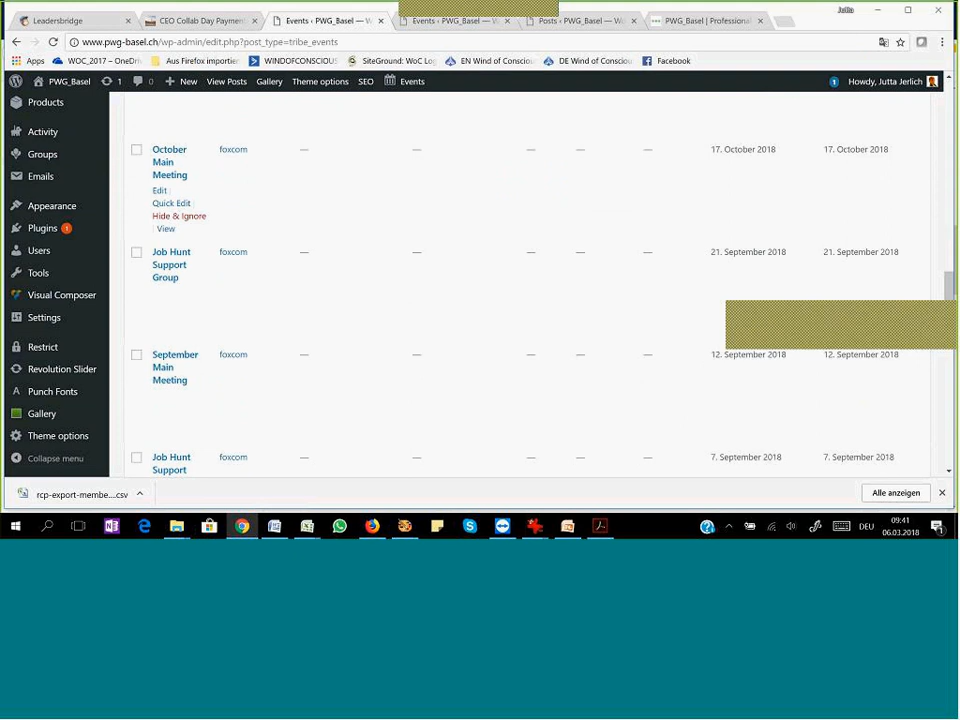 Leadersbridge
CEO Collab Day Paymen
Events ‹ PWG_Basel — W
Events ‹ PWG_Basel — W
Posts ‹ PWG_Basel — W
PWG_Basel | Professional
Jutta
www.pwg-basel.ch/wp-admin/edit.php?post_type=tribe_events
Apps
WOC_2017 – OneDriv
Aus Firefox importier
WINDOFCONSCIOUS
SiteGround: WoC Log
EN Wind of Consciou
DE Wind of Consciou
Facebook
PWG_Basel
1
0
New
View Posts
Gallery
Theme options
SEO
Events
1
Howdy, Jutta Jerlich
Products
Activity
Groups
Emails
Appearance
Plugins 1
Users
Tools
Visual Composer
Settings
Restrict
Revolution Slider
Punch Fonts
Gallery
Theme options
Collapse menu
October foxcom — — — — — 17. October 2018 17. October 2018
Main
Meeting
Edit |
Quick Edit |
Hide & Ignore
View
Job Hunt foxcom — — — — — 21. September 2018 21. September 2018
Support
Group
September foxcom — — — — — 12. September 2018 12. September 2018
Main
Meeting
Job Hunt foxcom — — — — — 7. September 2018 7. September 2018
Support
rcp-export-membe....csv
Alle anzeigen
DEU
09:41
06.03.2018
1